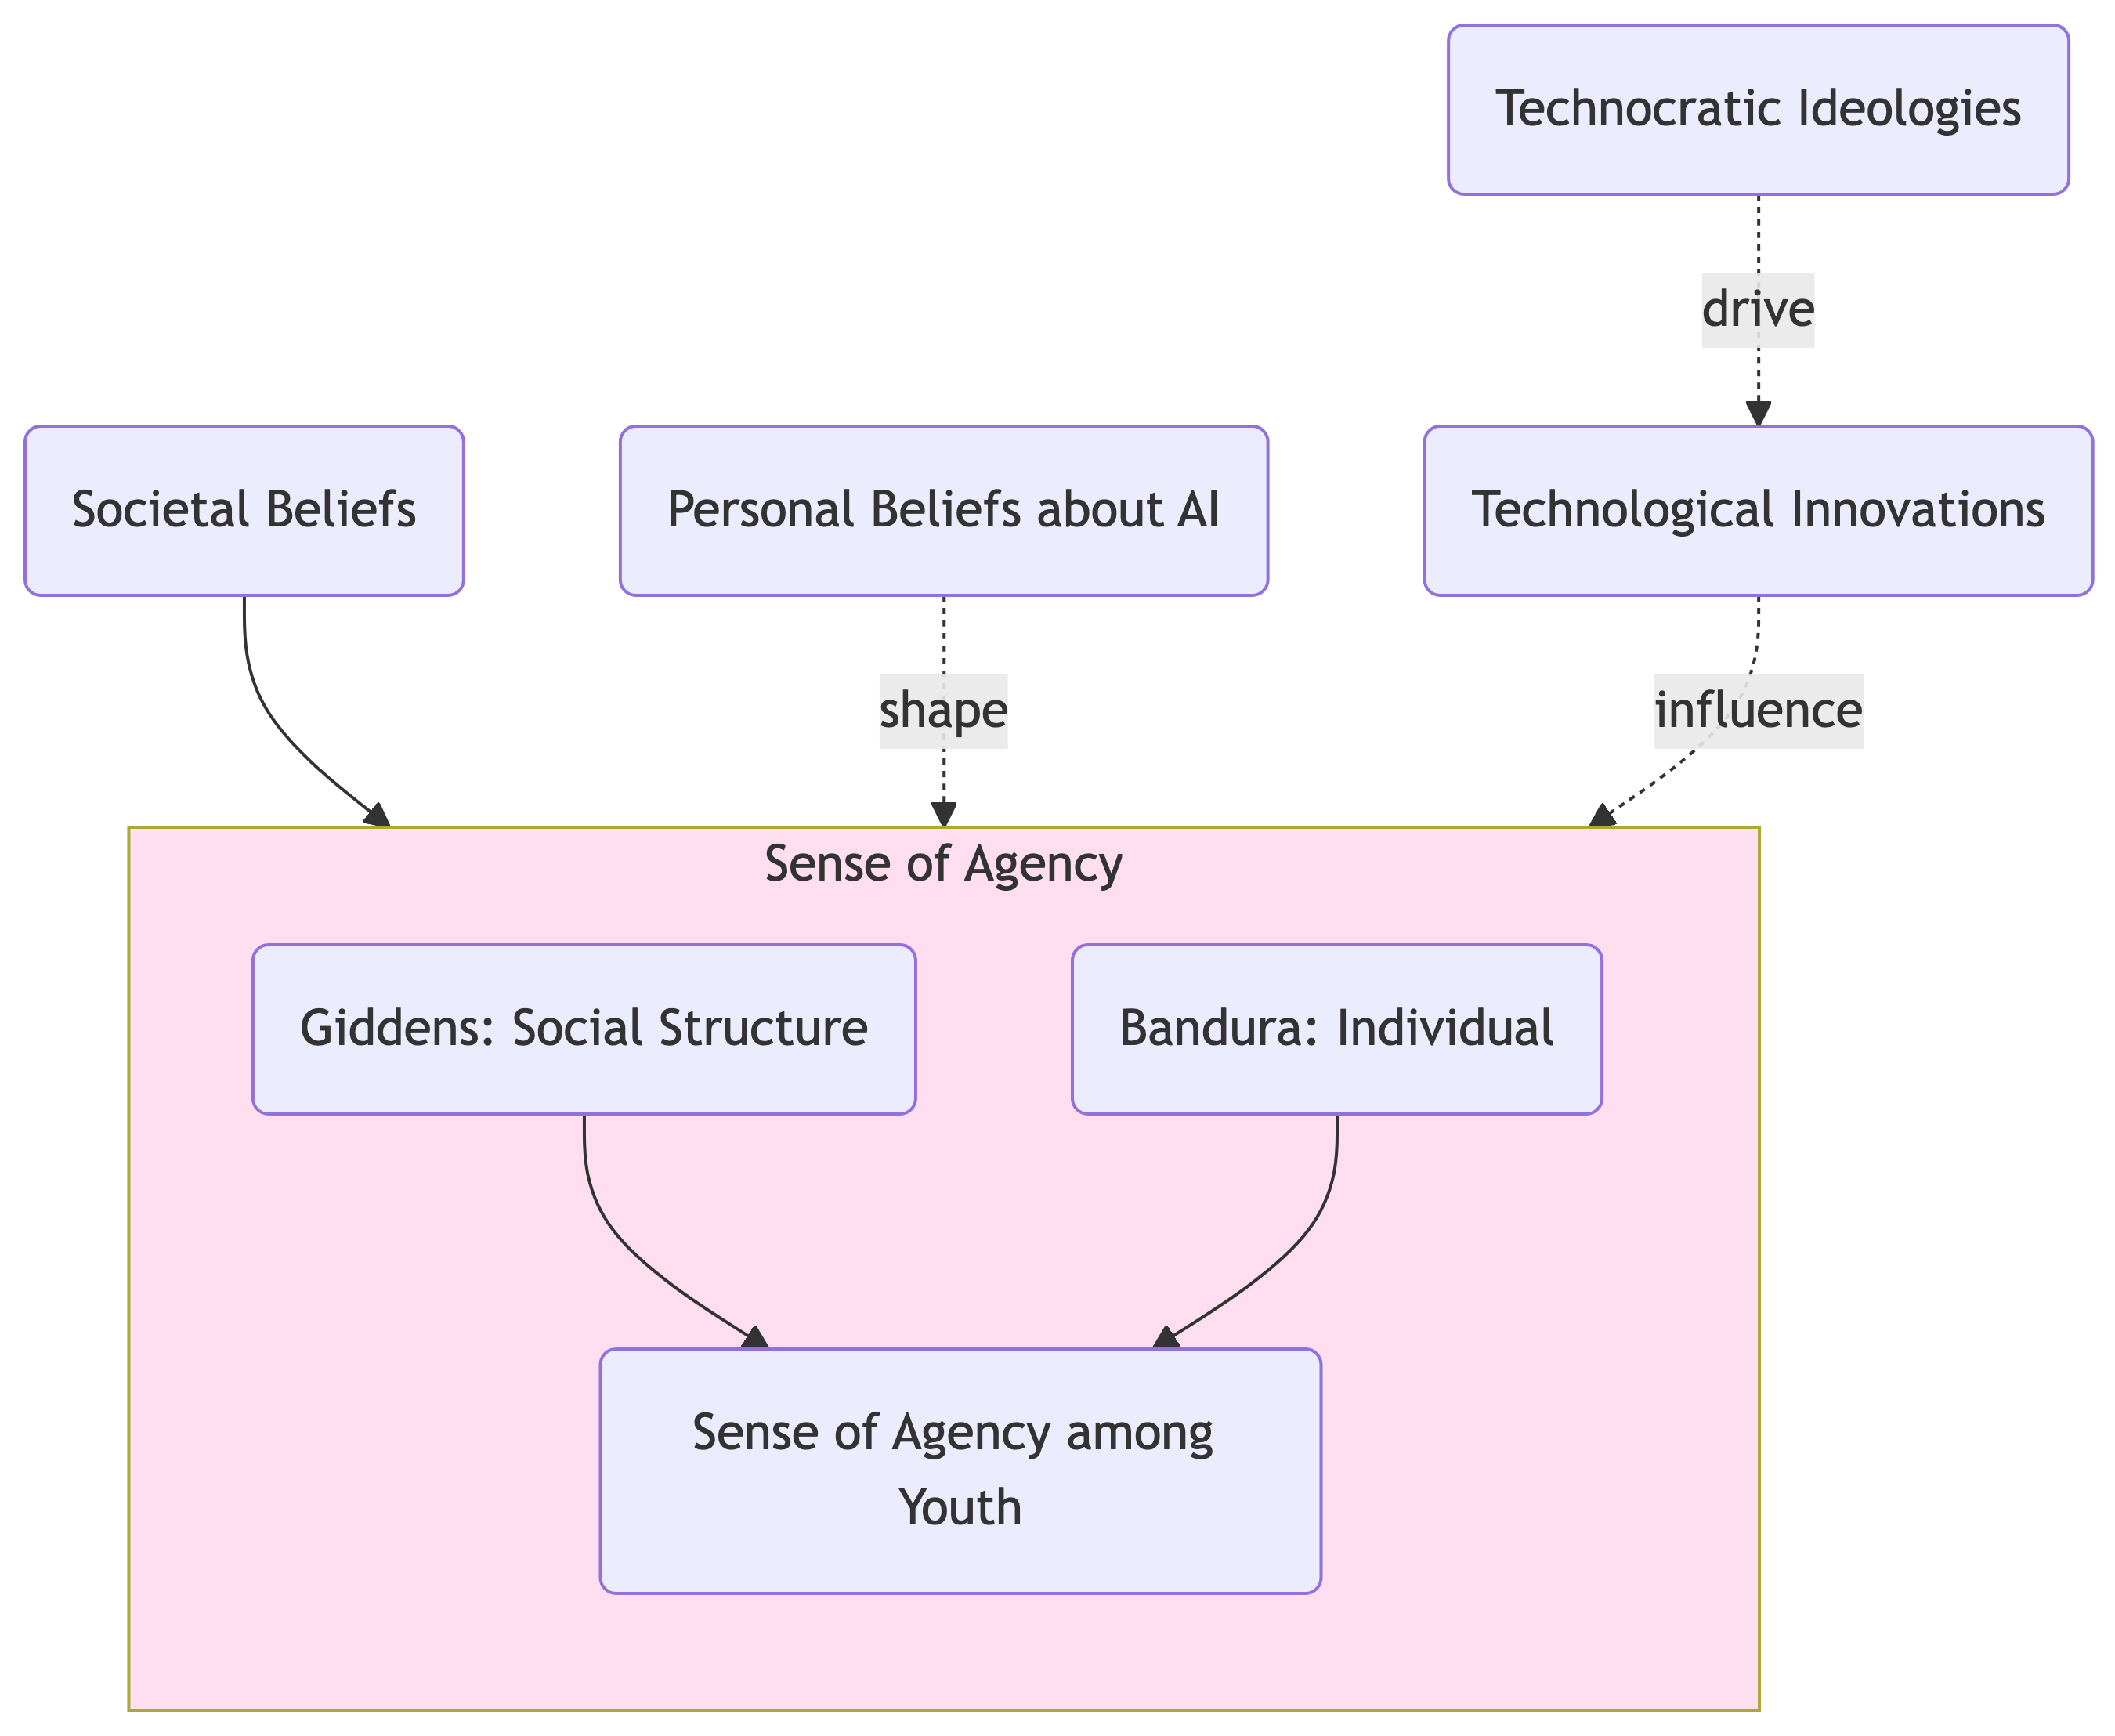 Technocratic Ideologies
drive
Societal Beliefs
Personal Beliefs about AI
Technological Innovations
shape
influence
Sense of Agency
Giddens: Social Structure
Bandura: Individual
Sense of Agency among
Youth